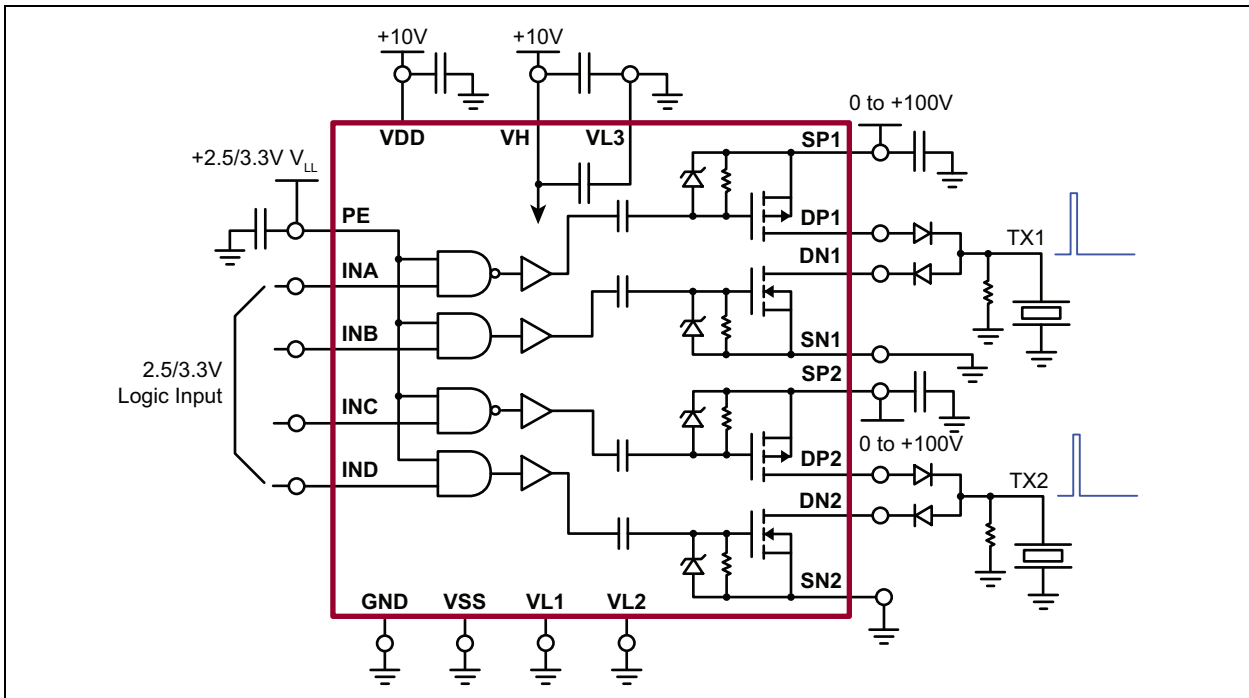 +10V
+10V
0 to +100V
VDD
VH
VL3
SP1
+2.5/3.3V VLL
PE
DP1
TX1
INA
DN1
INB
SN1
2.5/3.3V
Logic Input
SP2
INC
0 to +100V
DP2
IND
TX2
DN2
SN2
GND
VSS
VL1
VL2